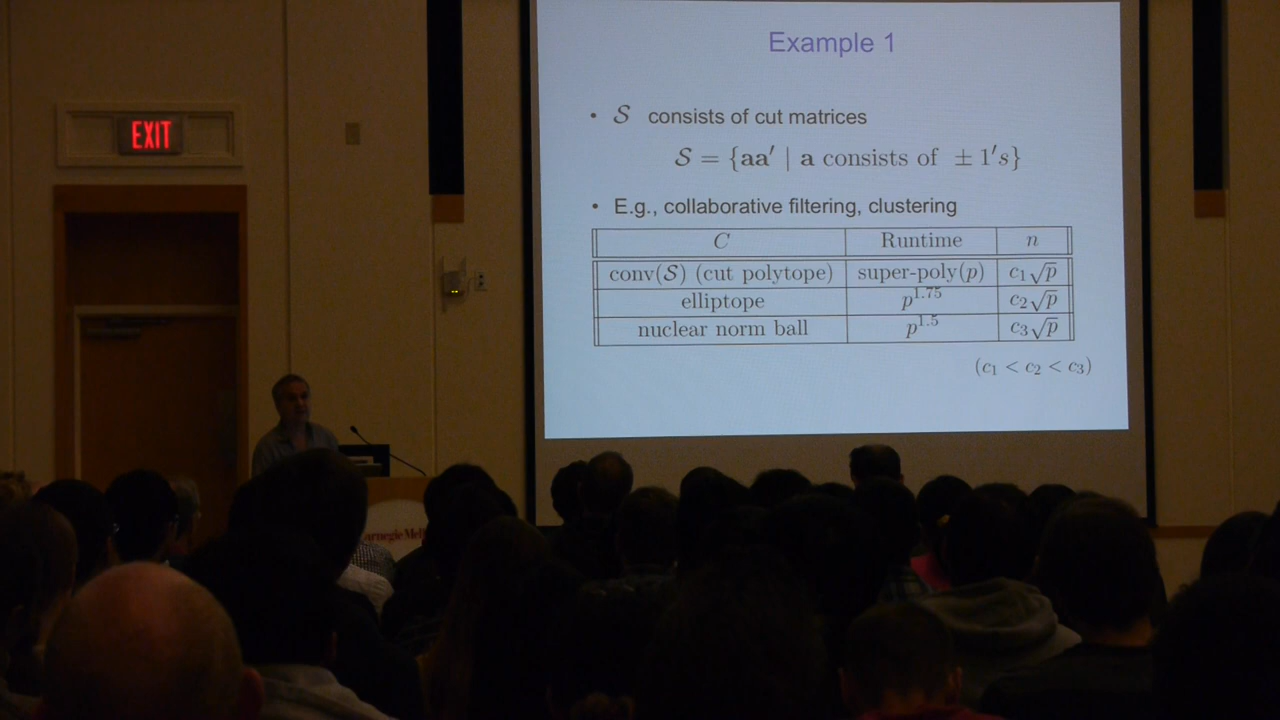 Example 1
EXIT
• 𝒮 consists of cut matrices
𝒮 = {aa′ | a consists of ± 1′s}
• E.g., collaborative filtering, clustering
C Runtime n
conv(𝒮) (cut polytope) super-poly(p) c₁√p
elliptope p^1.75 c₂√p
nuclear norm ball p^1.5 c₃√p
(c₁ < c₂ < c₃)